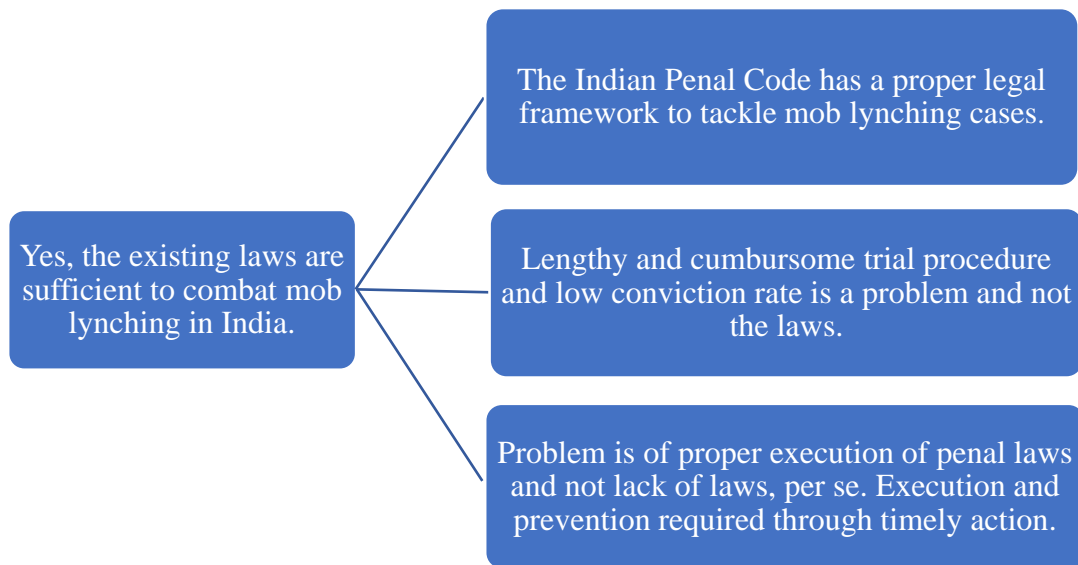 Yes, the existing laws are
sufficient to combat mob
lynching in India.
The Indian Penal Code has a proper legal
framework to tackle mob lynching cases.
Lengthy and cumbursome trial procedure
and low conviction rate is a problem and not
the laws.
Problem is of proper execution of penal laws
and not lack of laws, per se. Execution and
prevention required through timely action.